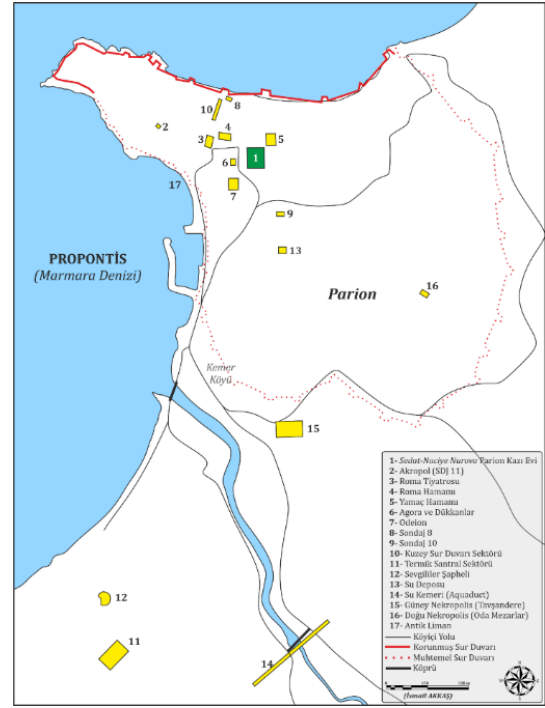 10
8
2
3
4
5
1
6
7
17
9
PROPONTİS
(Marmara Denizi)
13
Parion
16
Kemer
Köyü
15
12
11
14
1- Sedat-Naciye Nurova Parion Kazı Evi
2- Akropol (SDJ 11)
3- Roma Tiyatrosu
4- Roma Hamamı
5- Yamaç Hamamı
6- Agora ve Dükkanlar
7- Odeion
8- Sondaj 8
9- Sondaj 10
10- Kuzey Sur Duvarı Sektörü
11- Termik Santral Sektörü
12- Sevgililer Şapheli
13- Su Deposu
14- Su Kemeri (Aquaduct)
15- Güney Nekropolis (Tavşandere)
16- Doğu Nekropolis (Oda Mezarlar)
17- Antik Liman
Köyiçi Yolu
Korunmuş Sur Duvarı
Muhtemel Sur Duvarı
Köprü
(İsmail AKKAŞ)